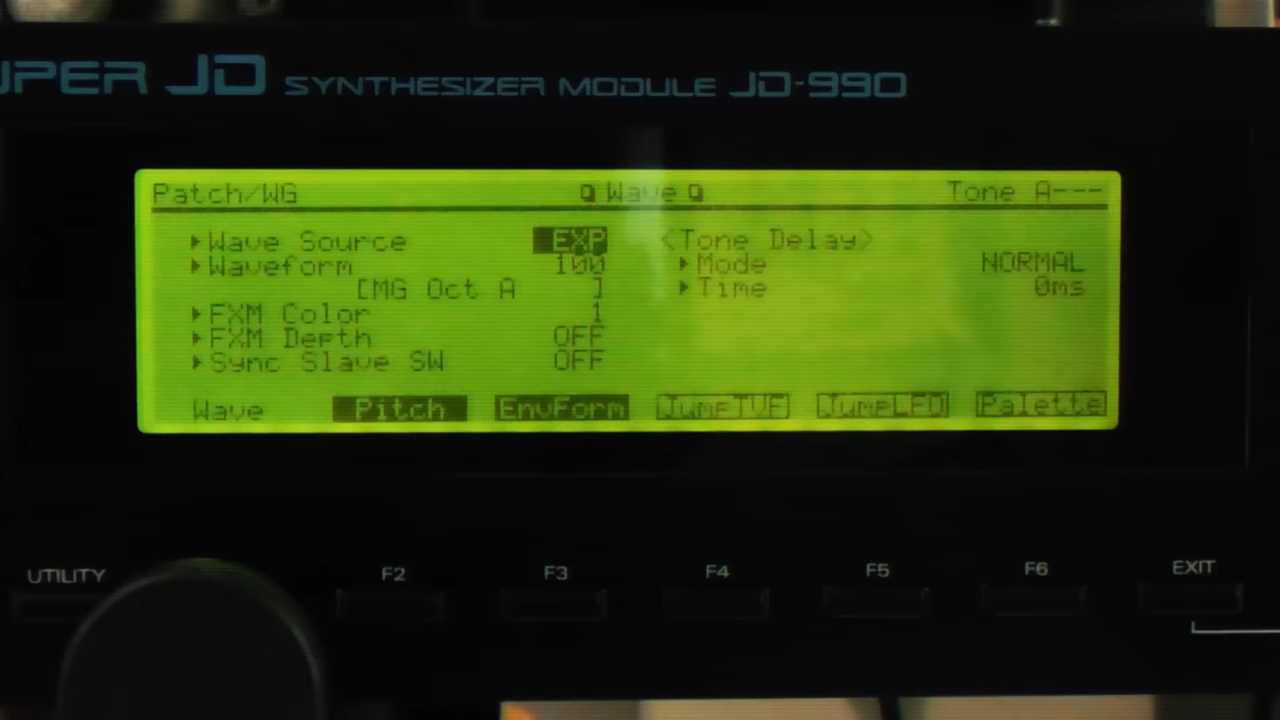 UPER JD SYNTHESIZER MODULE JD-990
Patch/WG Wave Tone A---
Wave Source EXP <Tone Delay>
Waveform 100 Mode NORMAL
[MG Oct A ] Time 0ms
FXM Color 1
FXM Depth OFF
Sync Slave SW OFF
Wave Pitch EnvForm JumpTVF JumpLFO Palette
UTILITY F2 F3 F4 F5 F6 EXIT